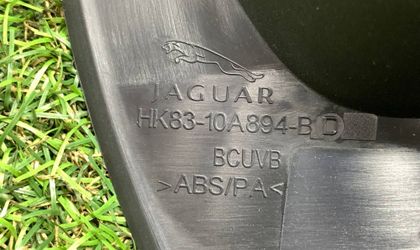 JAGUAR
HK83-10A894-BD
BCUVB
>ABS/PA<